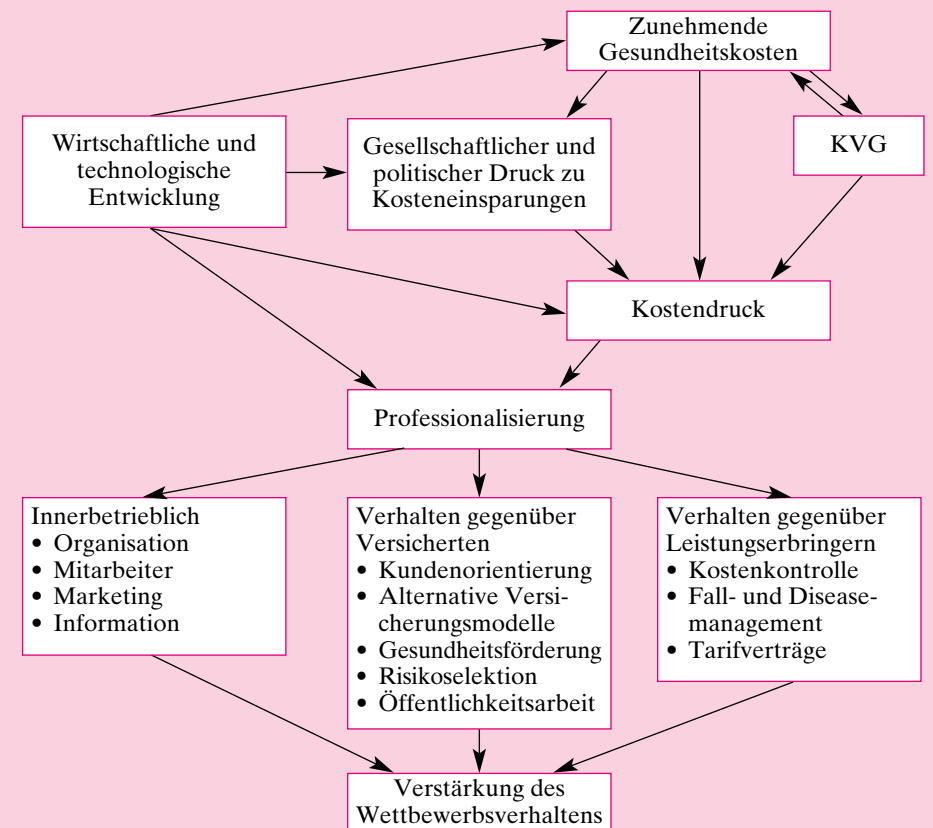 Zunehmende
Gesundheitskosten
Wirtschaftliche und
technologische
Entwicklung
Gesellschaftlicher und
politischer Druck zu
Kosteneinsparungen
KVG
Kostendruck
Professionalisierung
Innerbetrieblich
• Organisation
• Mitarbeiter
• Marketing
• Information
Verhalten gegenüber
Versicherten
• Kundenorientierung
• Alternative Versi-
cherungsmodelle
• Gesundheitsförderung
• Risikoselektion
• Öffentlichkeitsarbeit
Verhalten gegenüber
Leistungserbringern
• Kostenkontrolle
• Fall- und Disease-
management
• Tarifverträge
Verstärkung des
Wettbewerbsverhaltens